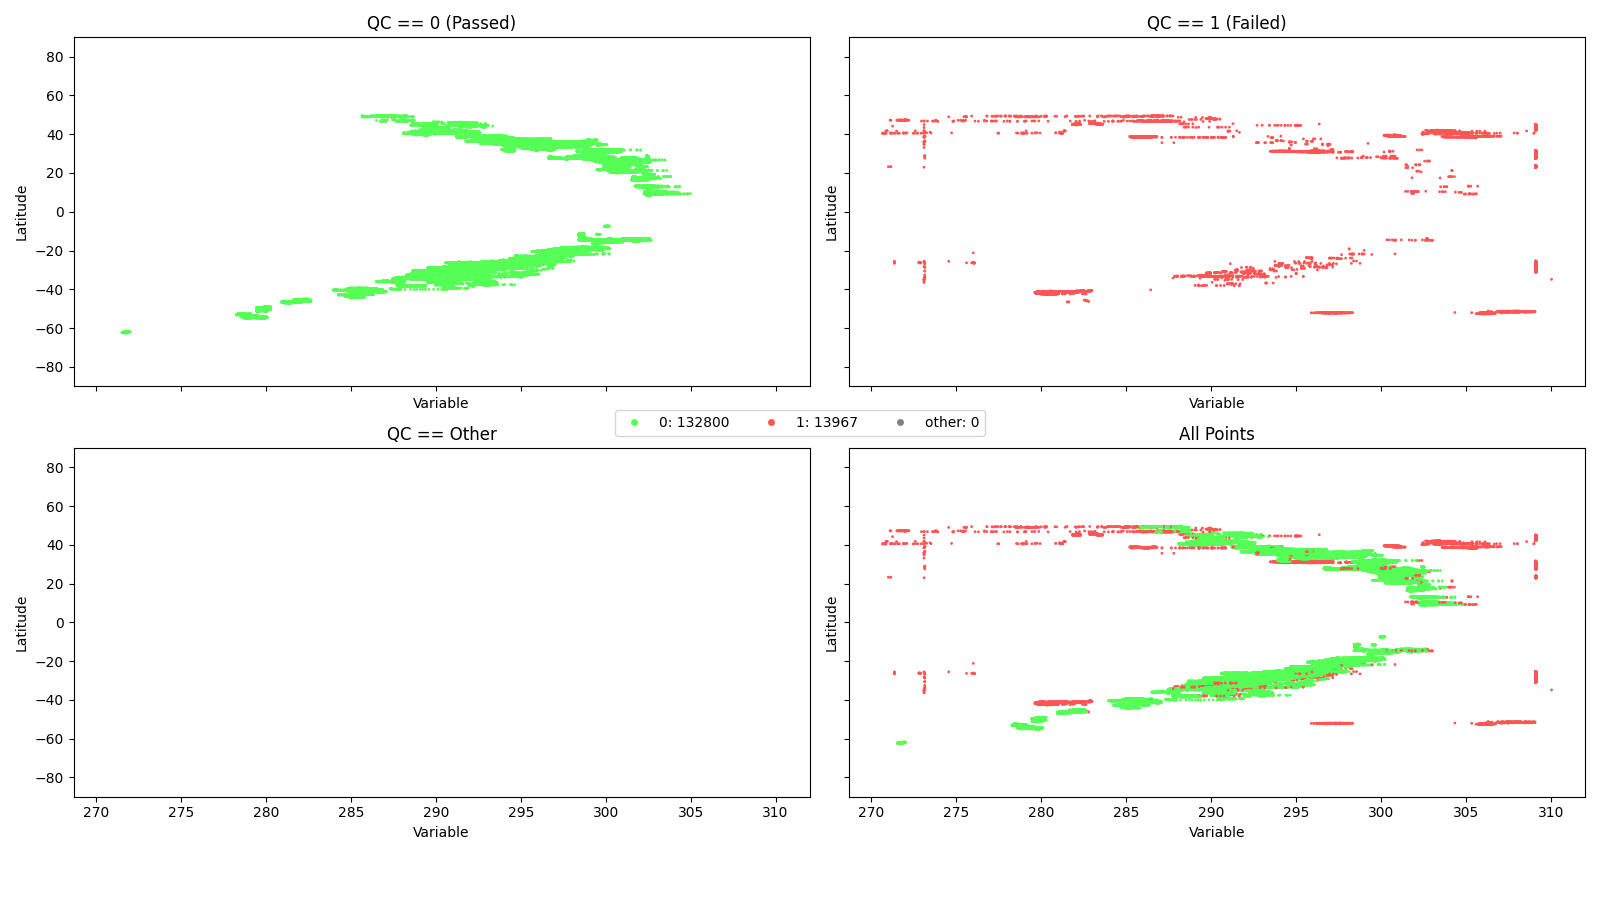 QC == 0 (Passed)
QC == 1 (Failed)
80
60
40
20
0
−20
−40
−60
−80
Latitude
Latitude
Variable
Variable
0: 132800
1: 13967
other: 0
QC == Other
All Points
80
60
40
20
0
−20
−40
−60
−80
Latitude
Latitude
270
275
280
285
290
295
300
305
310
270
275
280
285
290
295
300
305
310
Variable
Variable